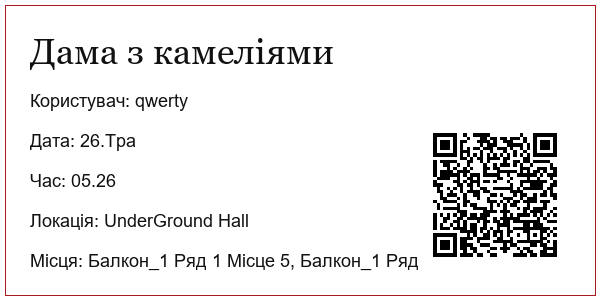 Дама з камеліями
Користувач: qwerty
Дата: 26.Тра
Час: 05.26
Локація: UnderGround Hall
Місця: Балкон_1 Ряд 1 Місце 5, Балкон_1 Ряд